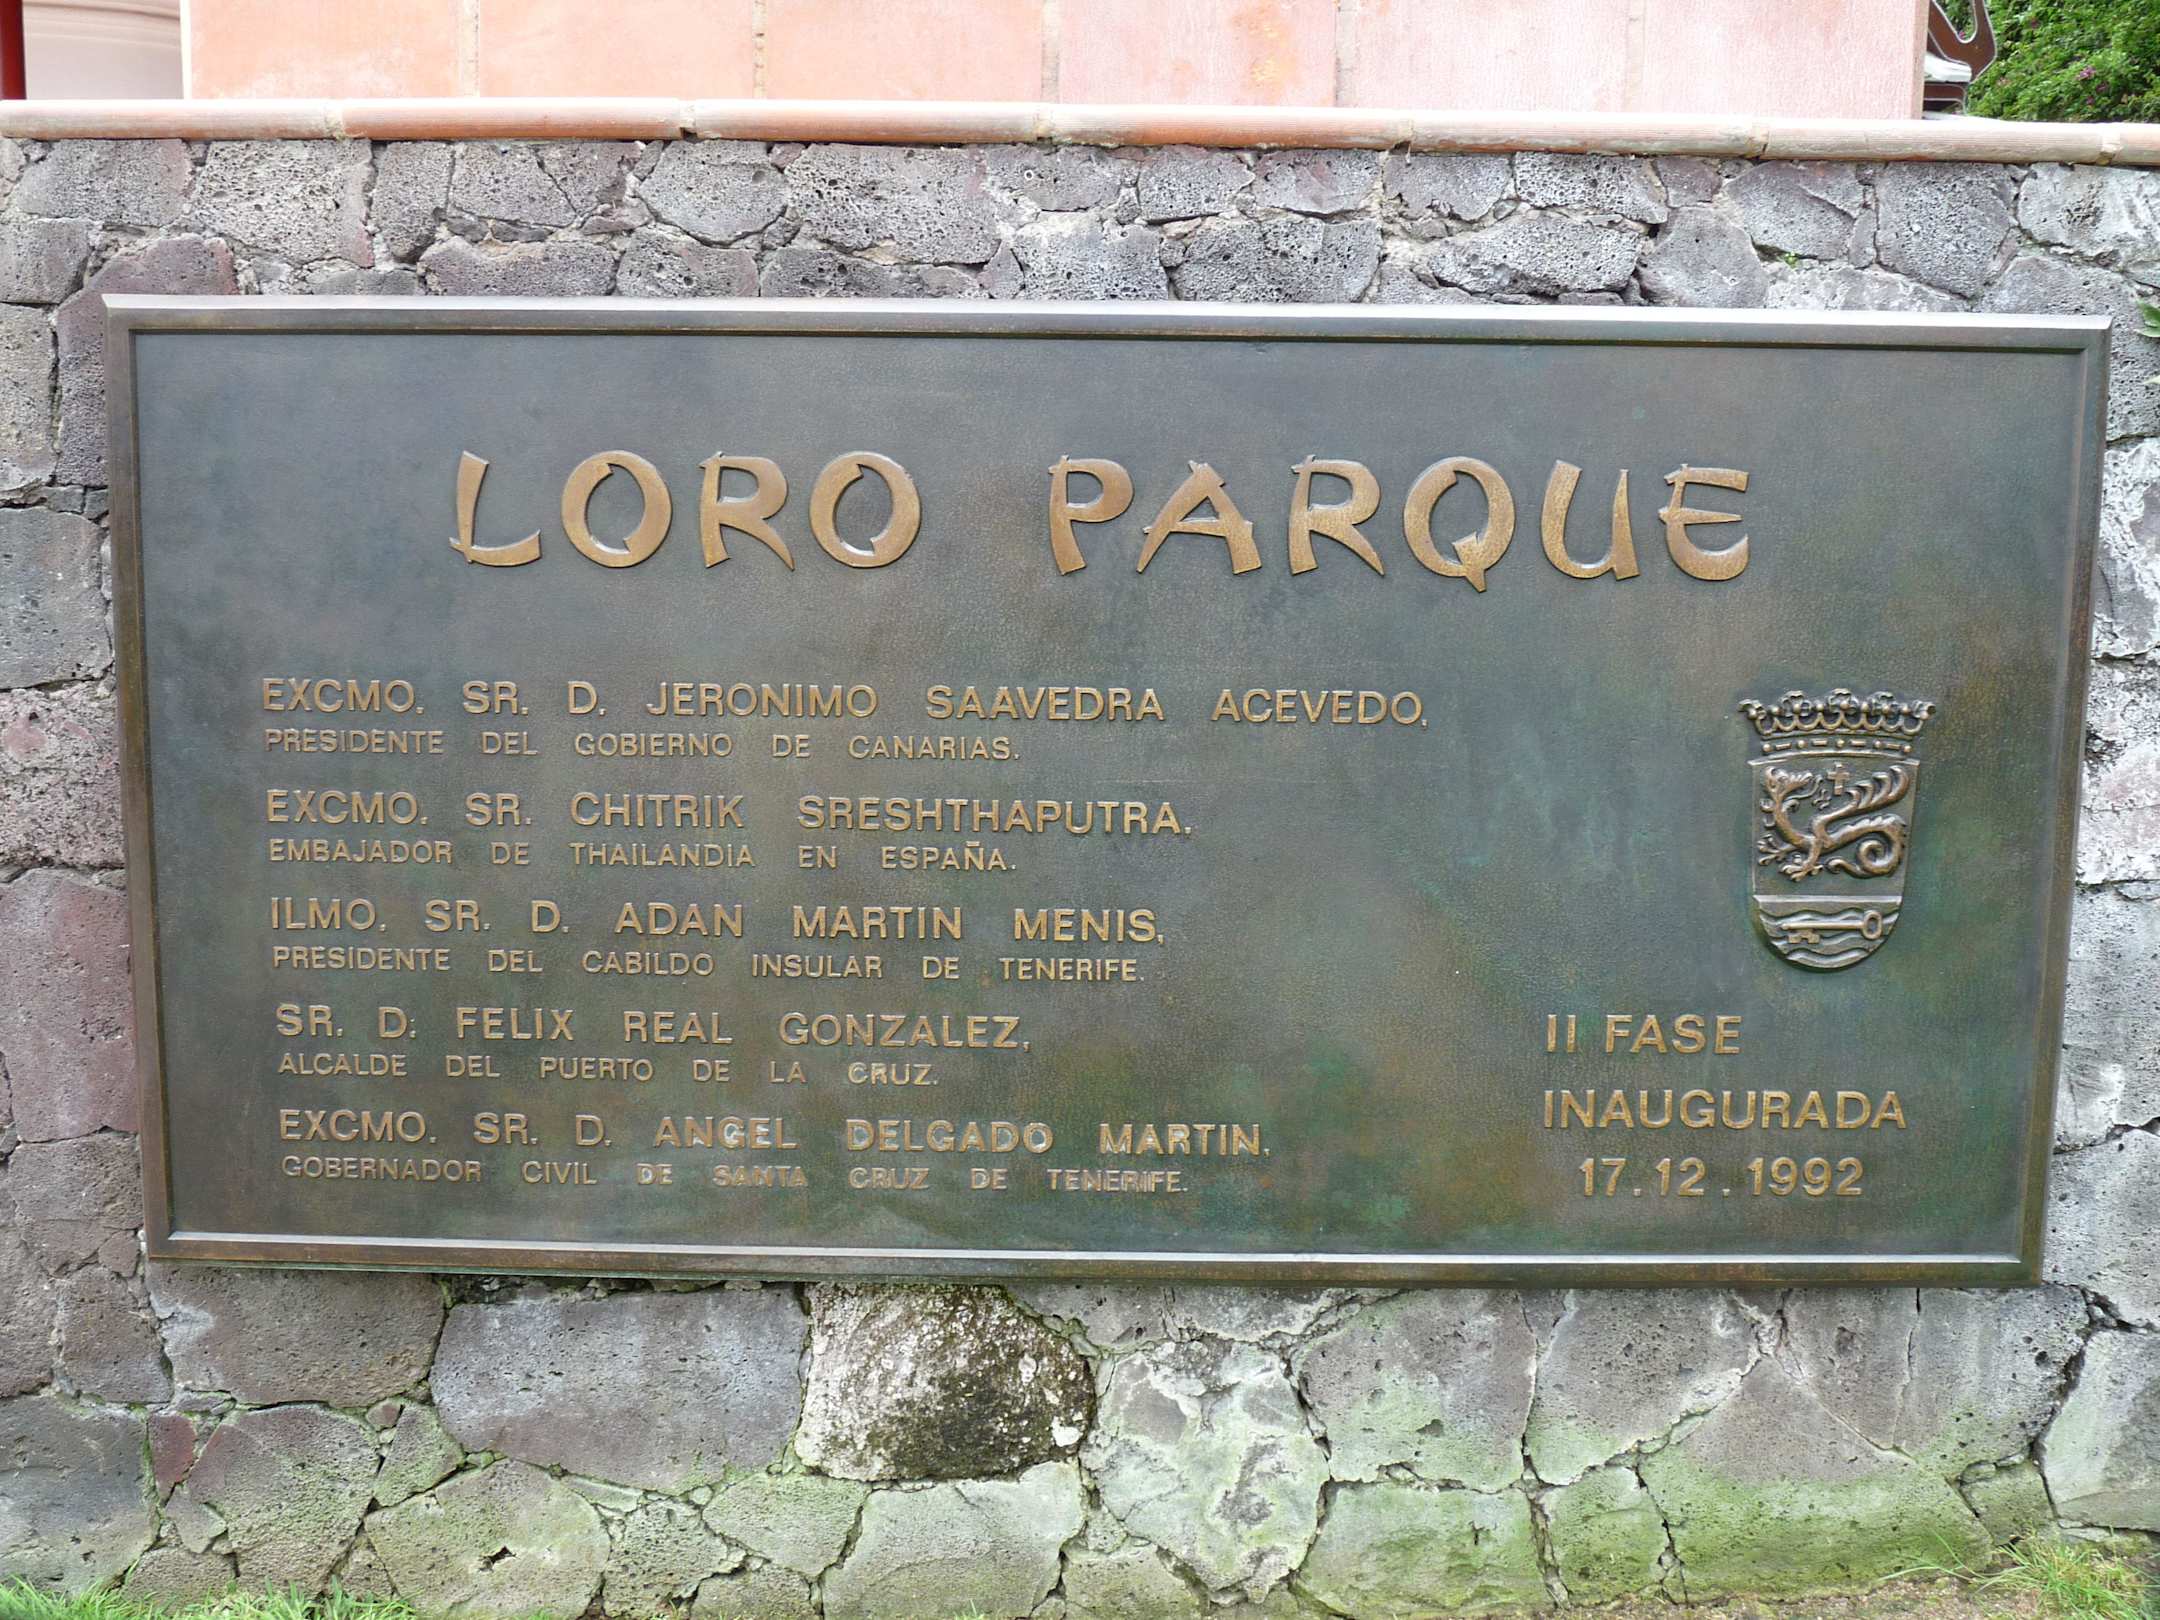 LORO PARQUE
EXCMO. SR. D. JERONIMO SAAVEDRA ACEVEDO,
PRESIDENTE DEL GOBIERNO DE CANARIAS.
EXCMO. SR. CHITRIK SRESHTHAPUTRA,
EMBAJADOR DE THAILANDIA EN ESPAÑA.
ILMO. SR. D. ADAN MARTIN MENIS,
PRESIDENTE DEL CABILDO INSULAR DE TENERIFE.
SR. D. FELIX REAL GONZALEZ,
ALCALDE DEL PUERTO DE LA CRUZ.
EXCMO. SR. D. ANGEL DELGADO MARTIN,
GOBERNADOR CIVIL DE SANTA CRUZ DE TENERIFE.
II FASE
INAUGURADA
17.12.1992